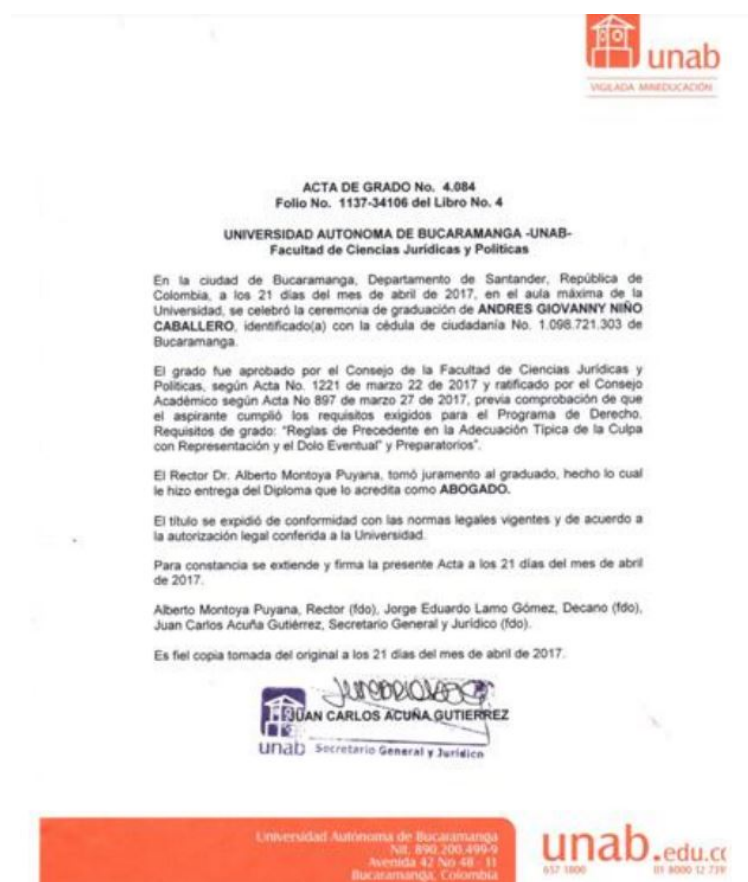 unab
VIGILADA MINEDUCACIÓN
ACTA DE GRADO No. 4.084
Folio No. 1137-34106 del Libro No. 4
UNIVERSIDAD AUTONOMA DE BUCARAMANGA -UNAB-
Facultad de Ciencias Jurídicas y Políticas
En la ciudad de Bucaramanga, Departamento de Santander, República de
Colombia, a los 21 días del mes de abril de 2017, en el aula máxima de la
Universidad, se celebró la ceremonia de graduación de ANDRES GIOVANNY NIÑO
CABALLERO, identificado(a) con la cédula de ciudadanía No. 1.098.721.303 de
Bucaramanga.
El grado fue aprobado por el Consejo de la Facultad de Ciencias Jurídicas y
Políticas, según Acta No. 1221 de marzo 22 de 2017 y ratificado por el Consejo
Académico según Acta No 897 de marzo 27 de 2017, previa comprobación de que
el aspirante cumplió los requisitos exigidos para el Programa de Derecho.
Requisitos de grado: "Reglas de Precedente en la Adecuación Típica de la Culpa
con Representación y el Dolo Eventual" y Preparatorios".
El Rector Dr. Alberto Montoya Puyana, tomó juramento al graduado, hecho lo cual
le hizo entrega del Diploma que lo acredita como ABOGADO.
El título se expidió de conformidad con las normas legales vigentes y de acuerdo a
la autorización legal conferida a la Universidad.
Para constancia se extiende y firma la presente Acta a los 21 días del mes de abril
de 2017.
Alberto Montoya Puyana, Rector (fdo), Jorge Eduardo Lamo Gómez, Decano (fdo),
Juan Carlos Acuña Gutiérrez, Secretario General y Jurídico (fdo).
Es fiel copia tomada del original a los 21 días del mes de abril de 2017.
JUAN CARLOS ACUÑA GUTIERREZ
unab Secretario General y Jurídico
Universidad Autónoma de Bucaramanga
Nit. 890.200.499-9
Avenida 42 No 48 - 11
Bucaramanga, Colombia
unab.edu.cc
657 1800 01 8000 12 739